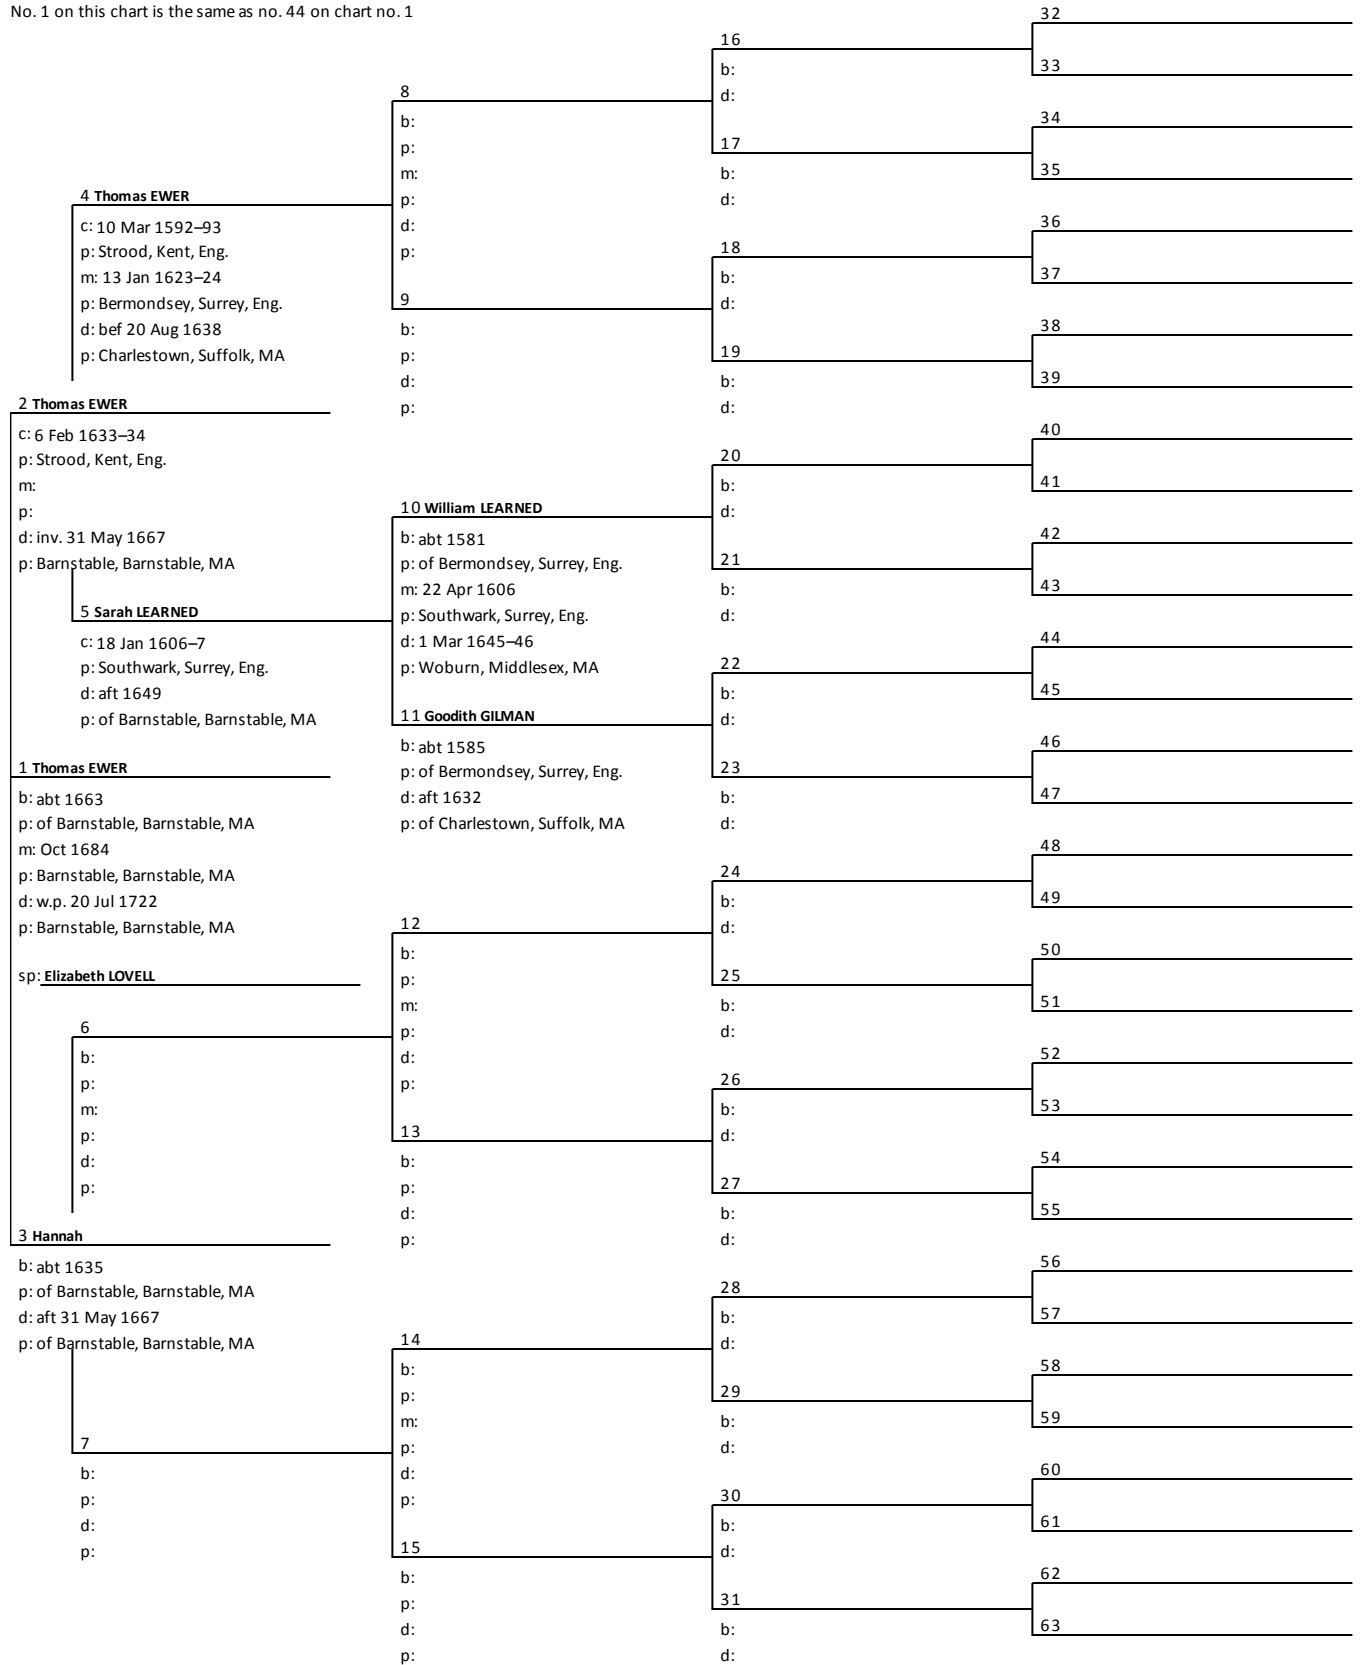 No. 1 on this chart is the same as no. 44 on chart no. 1
4 Thomas EWER
c: 10 Mar 1592–93
p: Strood, Kent, Eng.
m: 13 Jan 1623–24
p: Bermondsey, Surrey, Eng.
d: bef 20 Aug 1638
p: Charlestown, Suffolk, MA
2 Thomas EWER
c: 6 Feb 1633–34
p: Strood, Kent, Eng.
m:
p:
d: inv. 31 May 1667
p: Barnstable, Barnstable, MA
5 Sarah LEARNED
c: 18 Jan 1606–7
p: Southwark, Surrey, Eng.
d: aft 1649
p: of Barnstable, Barnstable, MA
1 Thomas EWER
b: abt 1663
p: of Barnstable, Barnstable, MA
m: Oct 1684
p: Barnstable, Barnstable, MA
d: w.p. 20 Jul 1722
p: Barnstable, Barnstable, MA
sp: Elizabeth LOVELL
6
b:
p:
m:
p:
d:
p:
3 Hannah
b: abt 1635
p: of Barnstable, Barnstable, MA
d: aft 31 May 1667
p: of Barnstable, Barnstable, MA
7
b:
p:
d:
p:
8
b:
p:
m:
p:
d:
p:
9
b:
p:
d:
p:
10 William LEARNED
b: abt 1581
p: of Bermondsey, Surrey, Eng.
m: 22 Apr 1606
p: Southwark, Surrey, Eng.
d: 1 Mar 1645–46
p: Woburn, Middlesex, MA
11 Goodith GILMAN
b: abt 1585
p: of Bermondsey, Surrey, Eng.
d: aft 1632
p: of Charlestown, Suffolk, MA
12
b:
p:
m:
p:
d:
p:
13
b:
p:
d:
p:
14
b:
p:
m:
p:
d:
p:
15
b:
p:
d:
p:
16
b:
d:
17
b:
d:
18
b:
d:
19
b:
d:
20
b:
d:
21
b:
d:
22
b:
d:
23
b:
d:
24
b:
d:
25
b:
d:
26
b:
d:
27
b:
d:
28
b:
d:
29
b:
d:
30
b:
d:
31
b:
d:
32
33
34
35
36
37
38
39
40
41
42
43
44
45
46
47
48
49
50
51
52
53
54
55
56
57
58
59
60
61
62
63